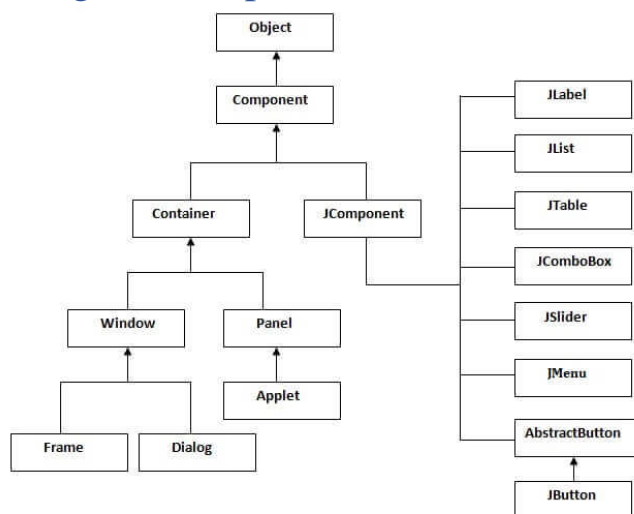 Object
Component
JLabel
JList
Container
JComponent
JTable
JComboBox
Window
Panel
JSlider
JMenu
Applet
Frame
Dialog
AbstractButton
JButton